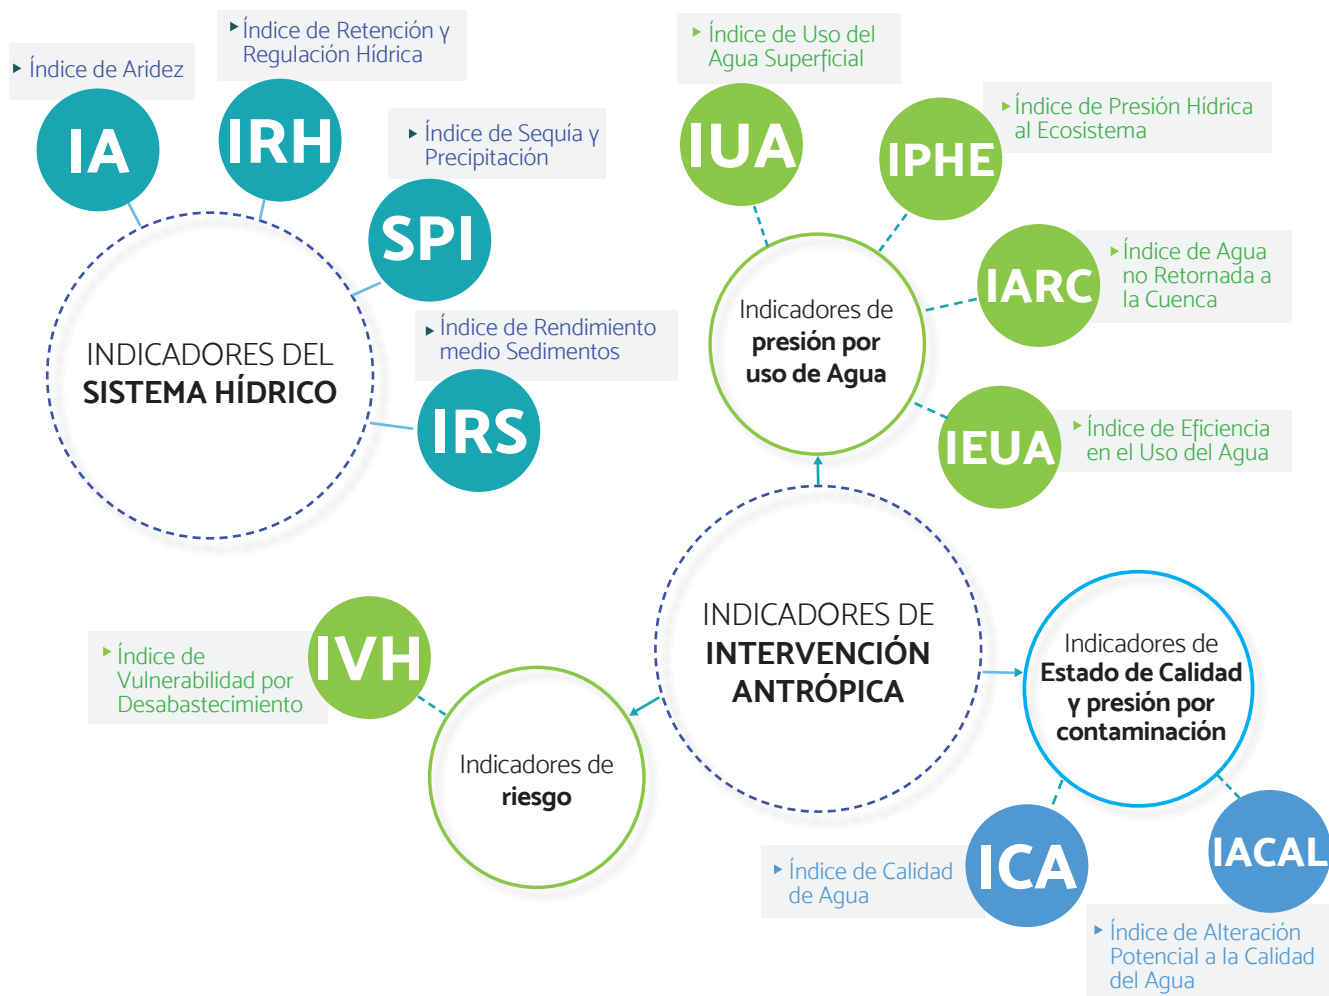 Índice de Aridez
IA
Índice de Retención y
Regulación Hídrica
IRH
Índice de Sequía y
Precipitación
SPI
Índice de Rendimiento
medio Sedimentos
IRS
INDICADORES DEL
SISTEMA HÍDRICO
Índice de Uso del
Agua Superficial
IUA
Índice de Presión Hídrica
al Ecosistema
IPHE
Índice de Agua
no Retornada a
la Cuenca
IARC
Índice de Eficiencia
en el Uso del Agua
IEUA
Indicadores de
presión por
uso de Agua
INDICADORES DE
INTERVENCIÓN
ANTRÓPICA
Índice de
Vulnerabilidad por
Desabastecimiento
IVH
Indicadores de
riesgo
Indicadores de
Estado de Calidad
y presión por
contaminación
Índice de Calidad
de Agua
ICA
IACAL
Índice de Alteración
Potencial a la Calidad
del Agua